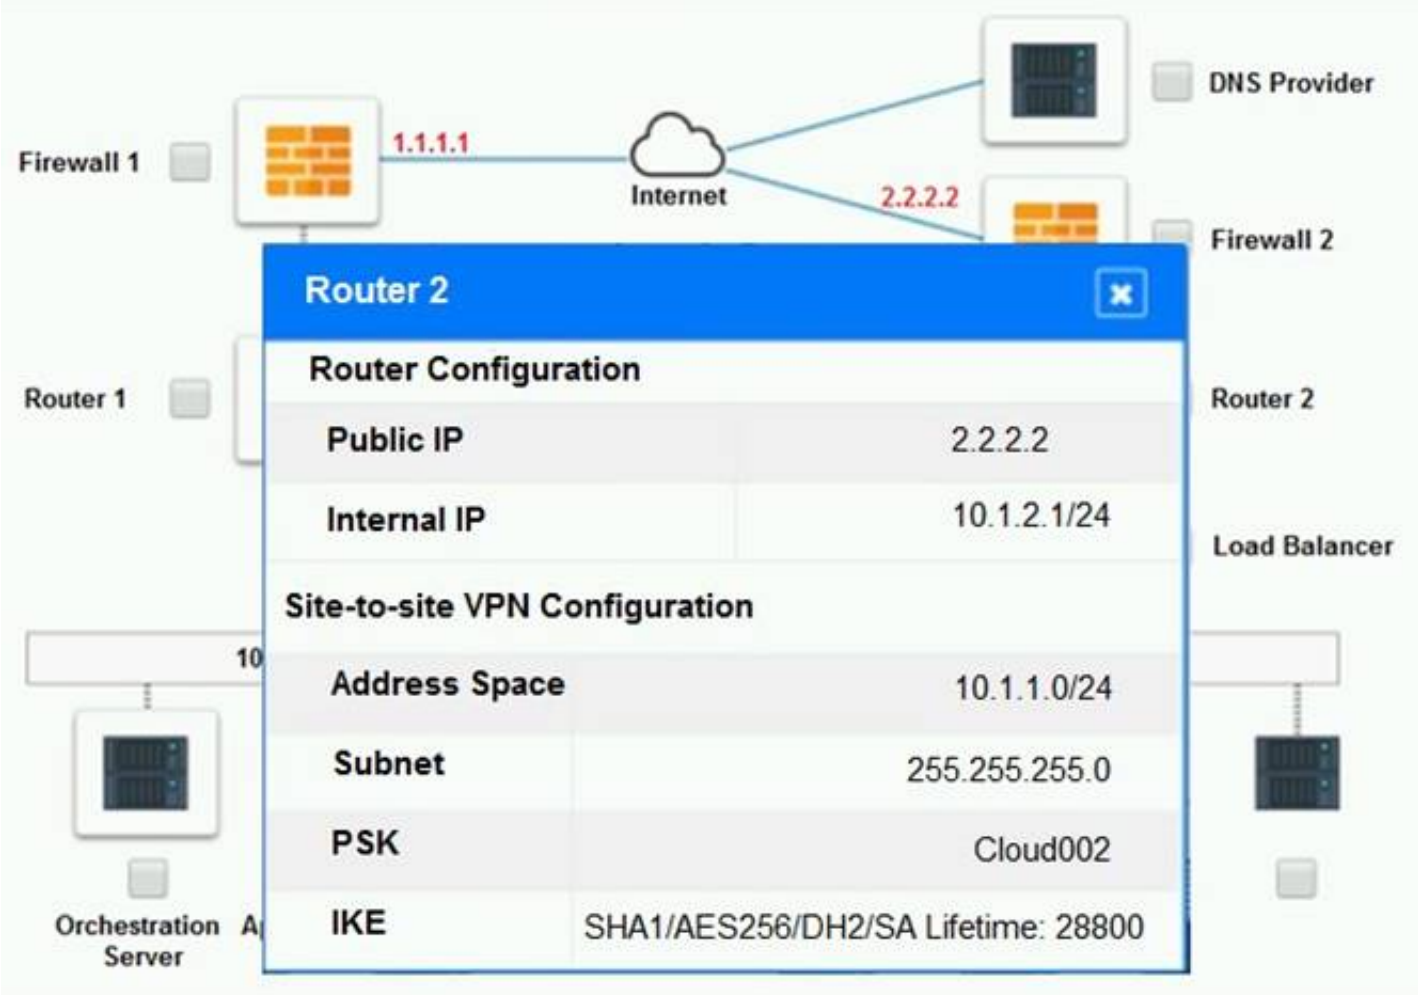 DNS Provider
Firewall 1
1.1.1.1
Internet
2.2.2.2
Firewall 2
Router 2
Router Configuration
Router 1
Router 2
Public IP 2.2.2.2
Internal IP 10.1.2.1/24
Load Balancer
Site-to-site VPN Configuration
10
Address Space 10.1.1.0/24
Subnet 255.255.255.0
PSK Cloud002
IKE SHA1/AES256/DH2/SA Lifetime: 28800
Orchestration
Server